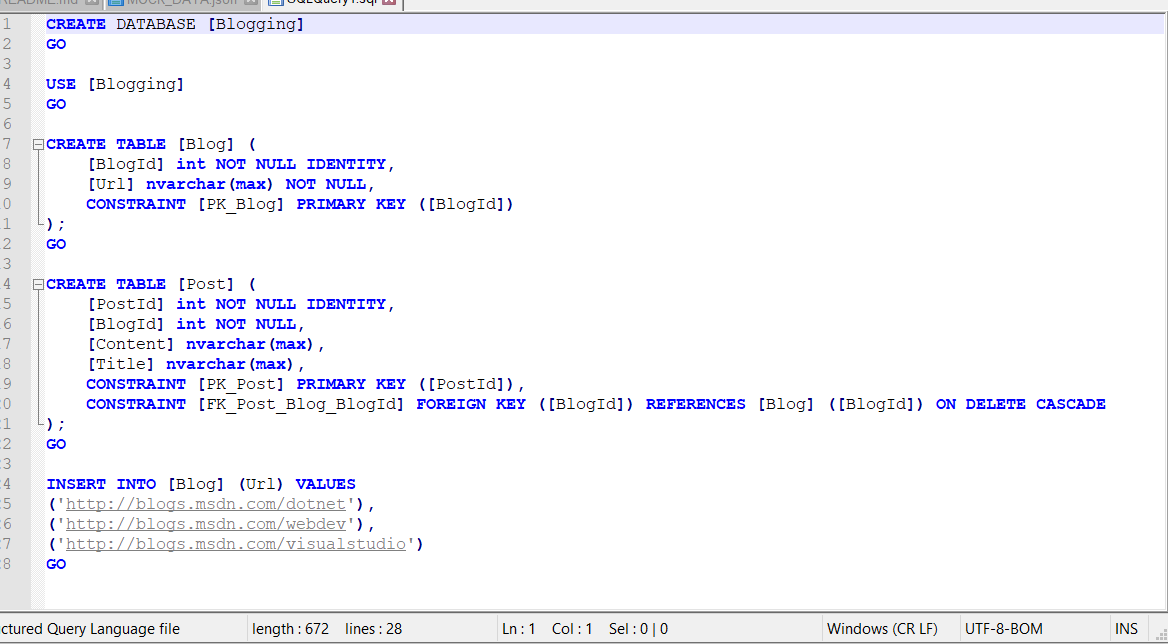 README.md MOCK_DATA.json SQLQuery1.sql
1 CREATE DATABASE [Blogging]
2 GO
3
4 USE [Blogging]
5 GO
6
7 CREATE TABLE [Blog] (
8 [BlogId] int NOT NULL IDENTITY,
9 [Url] nvarchar(max) NOT NULL,
0 CONSTRAINT [PK_Blog] PRIMARY KEY ([BlogId])
1 );
2 GO
3
4 CREATE TABLE [Post] (
5 [PostId] int NOT NULL IDENTITY,
6 [BlogId] int NOT NULL,
7 [Content] nvarchar(max),
8 [Title] nvarchar(max),
9 CONSTRAINT [PK_Post] PRIMARY KEY ([PostId]),
0 CONSTRAINT [FK_Post_Blog_BlogId] FOREIGN KEY ([BlogId]) REFERENCES [Blog] ([BlogId]) ON DELETE CASCADE
1 );
2 GO
3
4 INSERT INTO [Blog] (Url) VALUES
5 ('http://blogs.msdn.com/dotnet'),
6 ('http://blogs.msdn.com/webdev'),
7 ('http://blogs.msdn.com/visualstudio')
8 GO
ctured Query Language file length : 672 lines : 28 Ln : 1 Col : 1 Sel : 0 | 0 Windows (CR LF) UTF-8-BOM INS